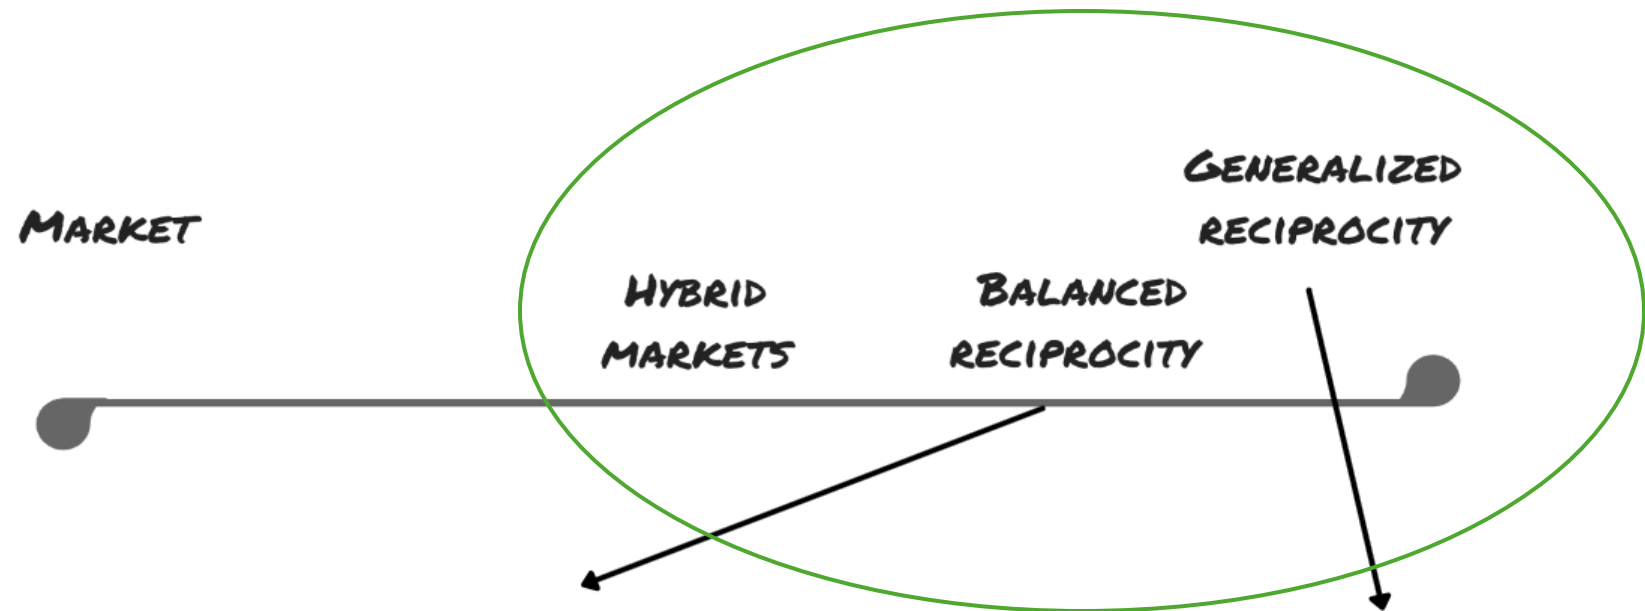 MARKET
HYBRID
MARKETS
BALANCED
RECIPROCITY
GENERALIZED
RECIPROCITY